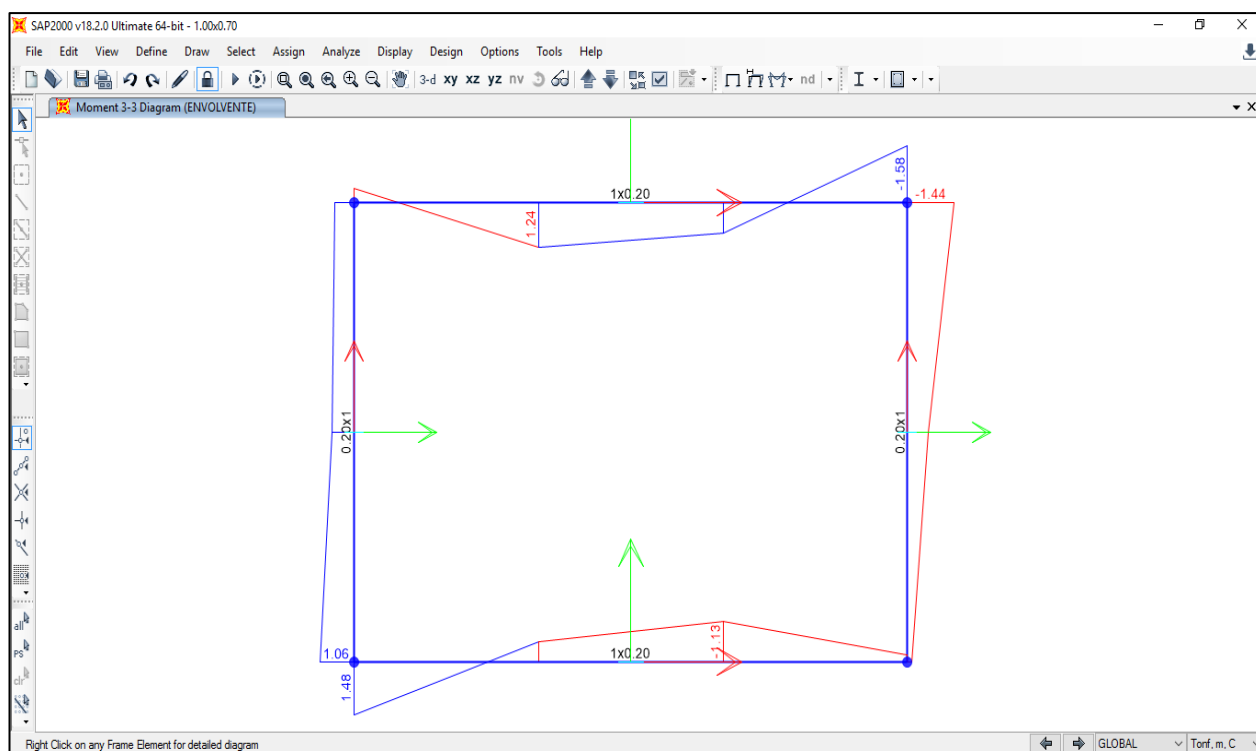 SAP2000 v18.2.0 Ultimate 64-bit - 1.00x0.70
File Edit View Define Draw Select Assign Analyze Display Design Options Tools Help
3-d xy xz yz nv nd
Moment 3-3 Diagram (ENVOLVENTE)
1x0.20
-1.58
-1.44
1.24
0.20x1
0.20x1
-1.13
1x0.20
1.06
1.48
all
PS
clr
Right Click on any Frame Element for detailed diagram
GLOBAL
Tonf, m, C